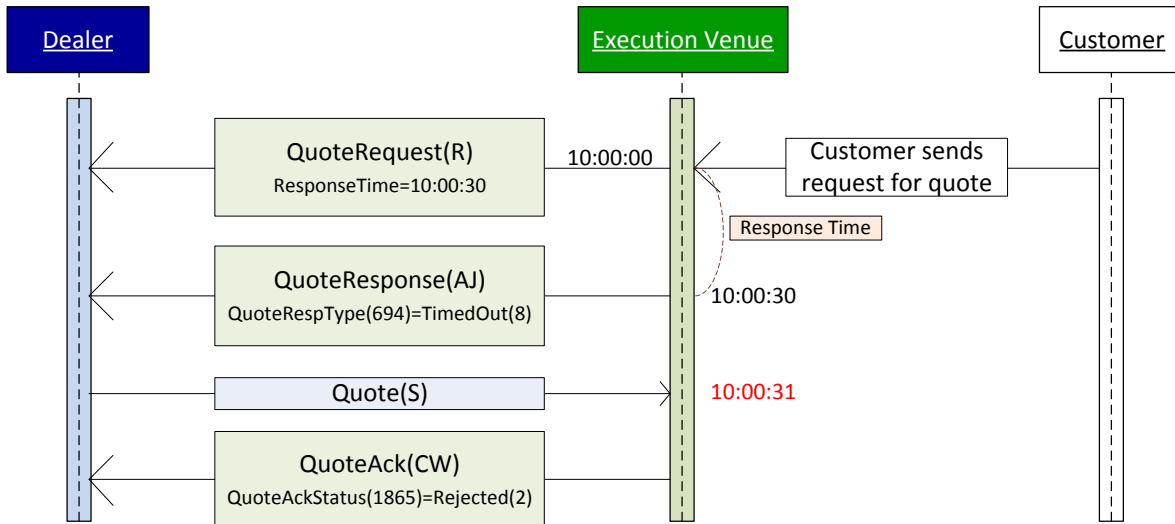 Dealer
Execution Venue
Customer
QuoteRequest(R)
ResponseTime=10:00:30
10:00:00
Customer sends
request for quote
Response Time
QuoteResponse(AJ)
QuoteRespType(694)=TimedOut(8)
10:00:30
Quote(S)
10:00:31
QuoteAck(CW)
QuoteAckStatus(1865)=Rejected(2)